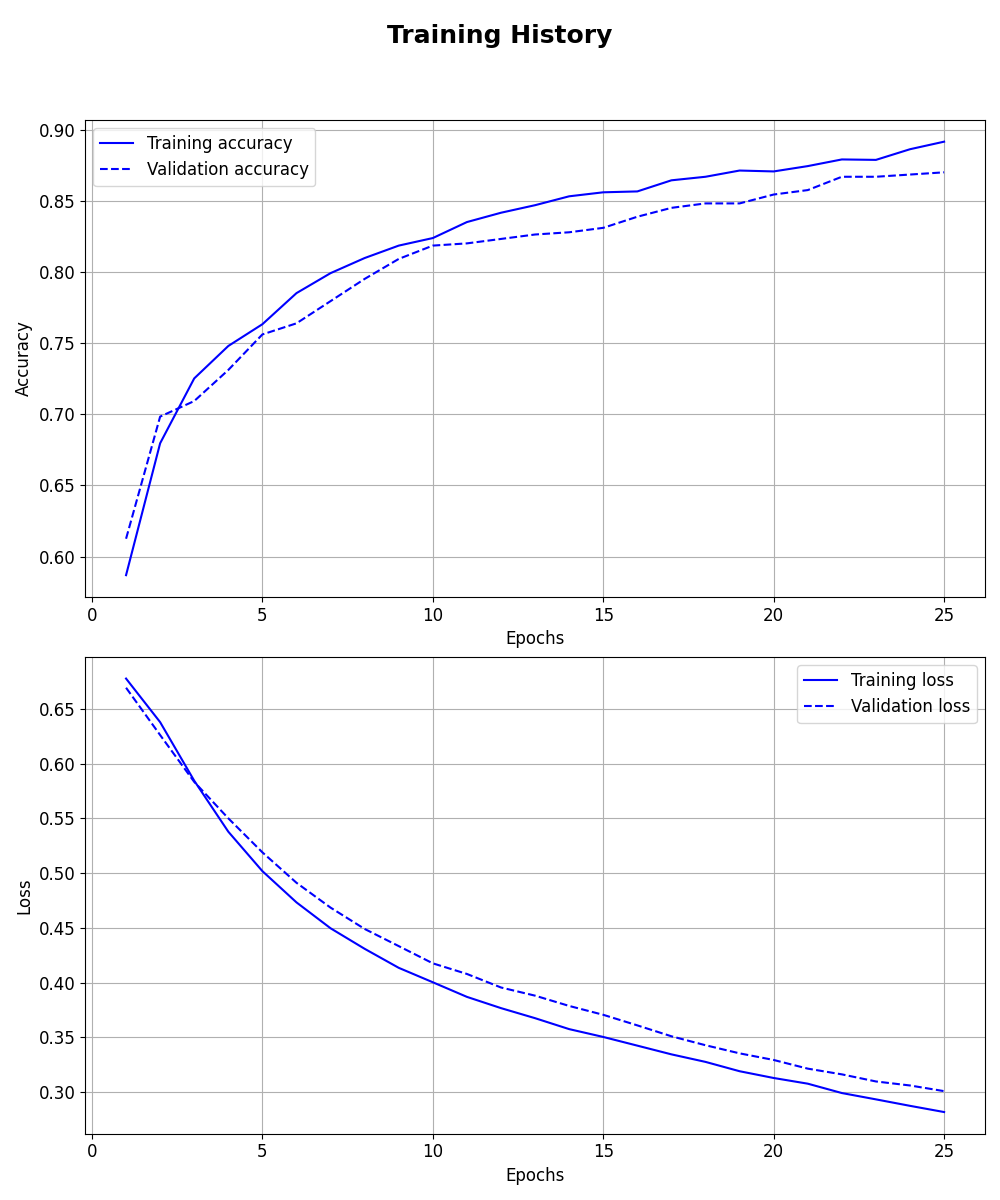 Training History
0.90
0.85
0.80
0.75
0.70
0.65
0.60
Accuracy
Training accuracy
Validation accuracy
0 5 10 15 20 25
Epochs
0.65
0.60
0.55
0.50
0.45
0.40
0.35
0.30
Loss
Training loss
Validation loss
0 5 10 15 20 25
Epochs